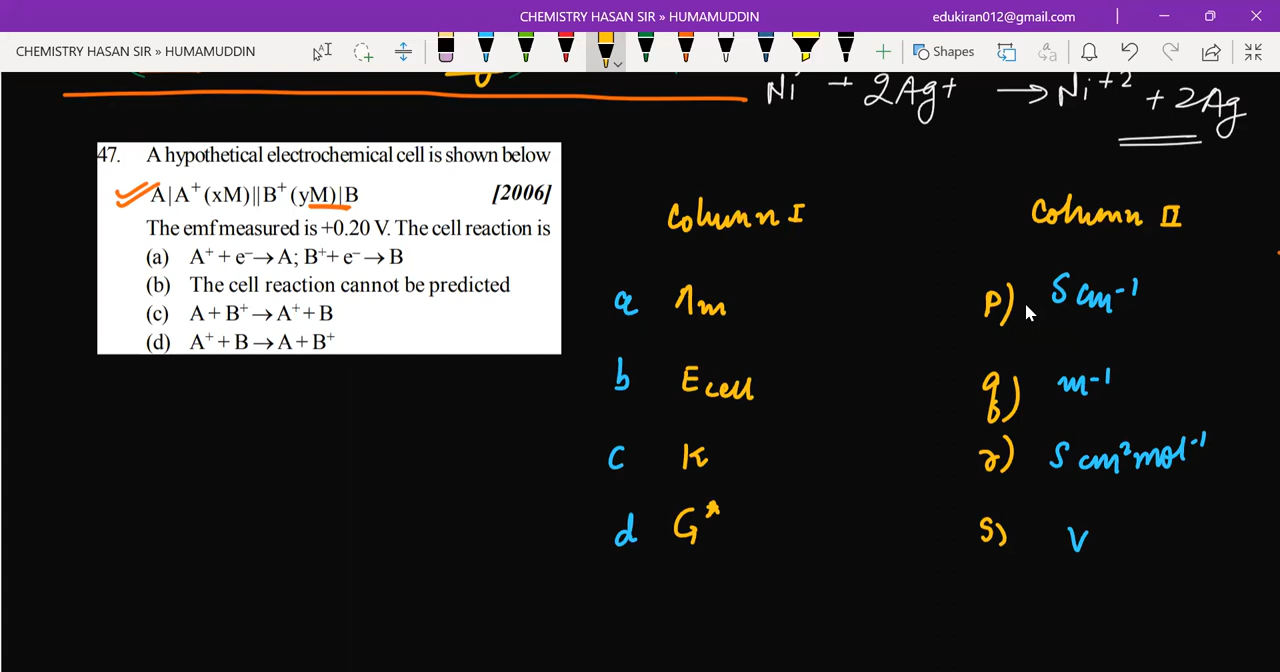 CHEMISTRY HASAN SIR » HUMAMUDDIN
edukiran012@gmail.com
CHEMISTRY HASAN SIR » HUMAMUDDIN
Shapes
Ni + 2Ag+ → Ni+2 + 2Ag
47. A hypothetical electrochemical cell is shown below
A|A⁺(xM)||B⁺(yM)|B [2006]
The emf measured is +0.20 V. The cell reaction is
(a) A⁺ + e⁻→A; B⁺+ e⁻→B
(b) The cell reaction cannot be predicted
(c) A + B⁺→A⁺ + B
(d) A⁺ + B→A + B⁺
Column I Column II
a Λm p) S cm⁻¹
b Ecell q) m⁻¹
c K r) S cm² mol⁻¹
d G* s) V